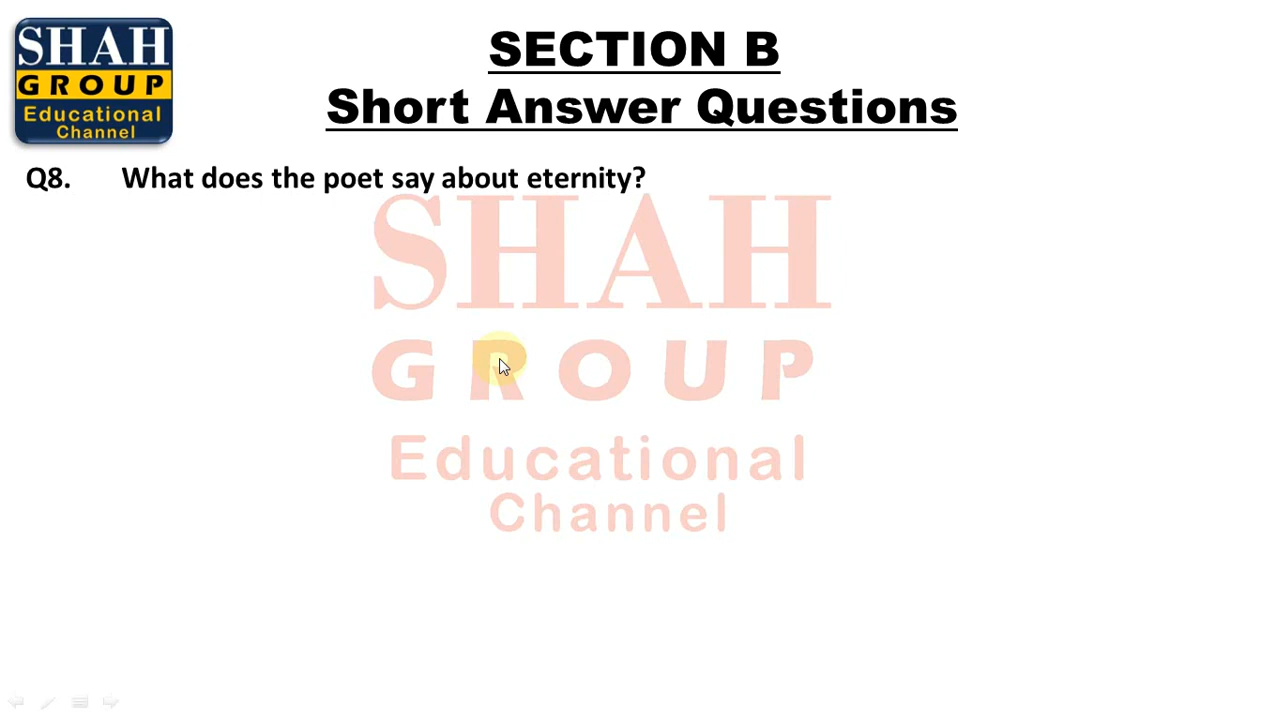 SHAH
GROUP
Educational
Channel
SECTION B
Short Answer Questions
Q8. What does the poet say about eternity?
SHAH
GROUP
Educational
Channel